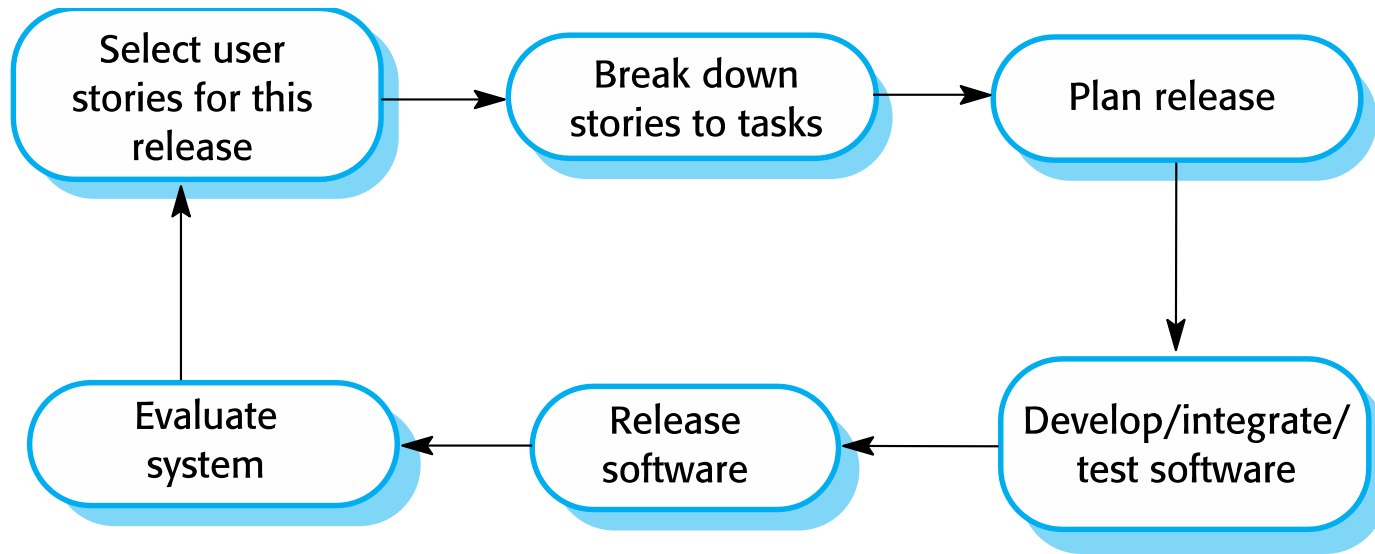 Select user
stories for this
release
Break down
stories to tasks
Plan release
Develop/integrate/
test software
Release
software
Evaluate
system